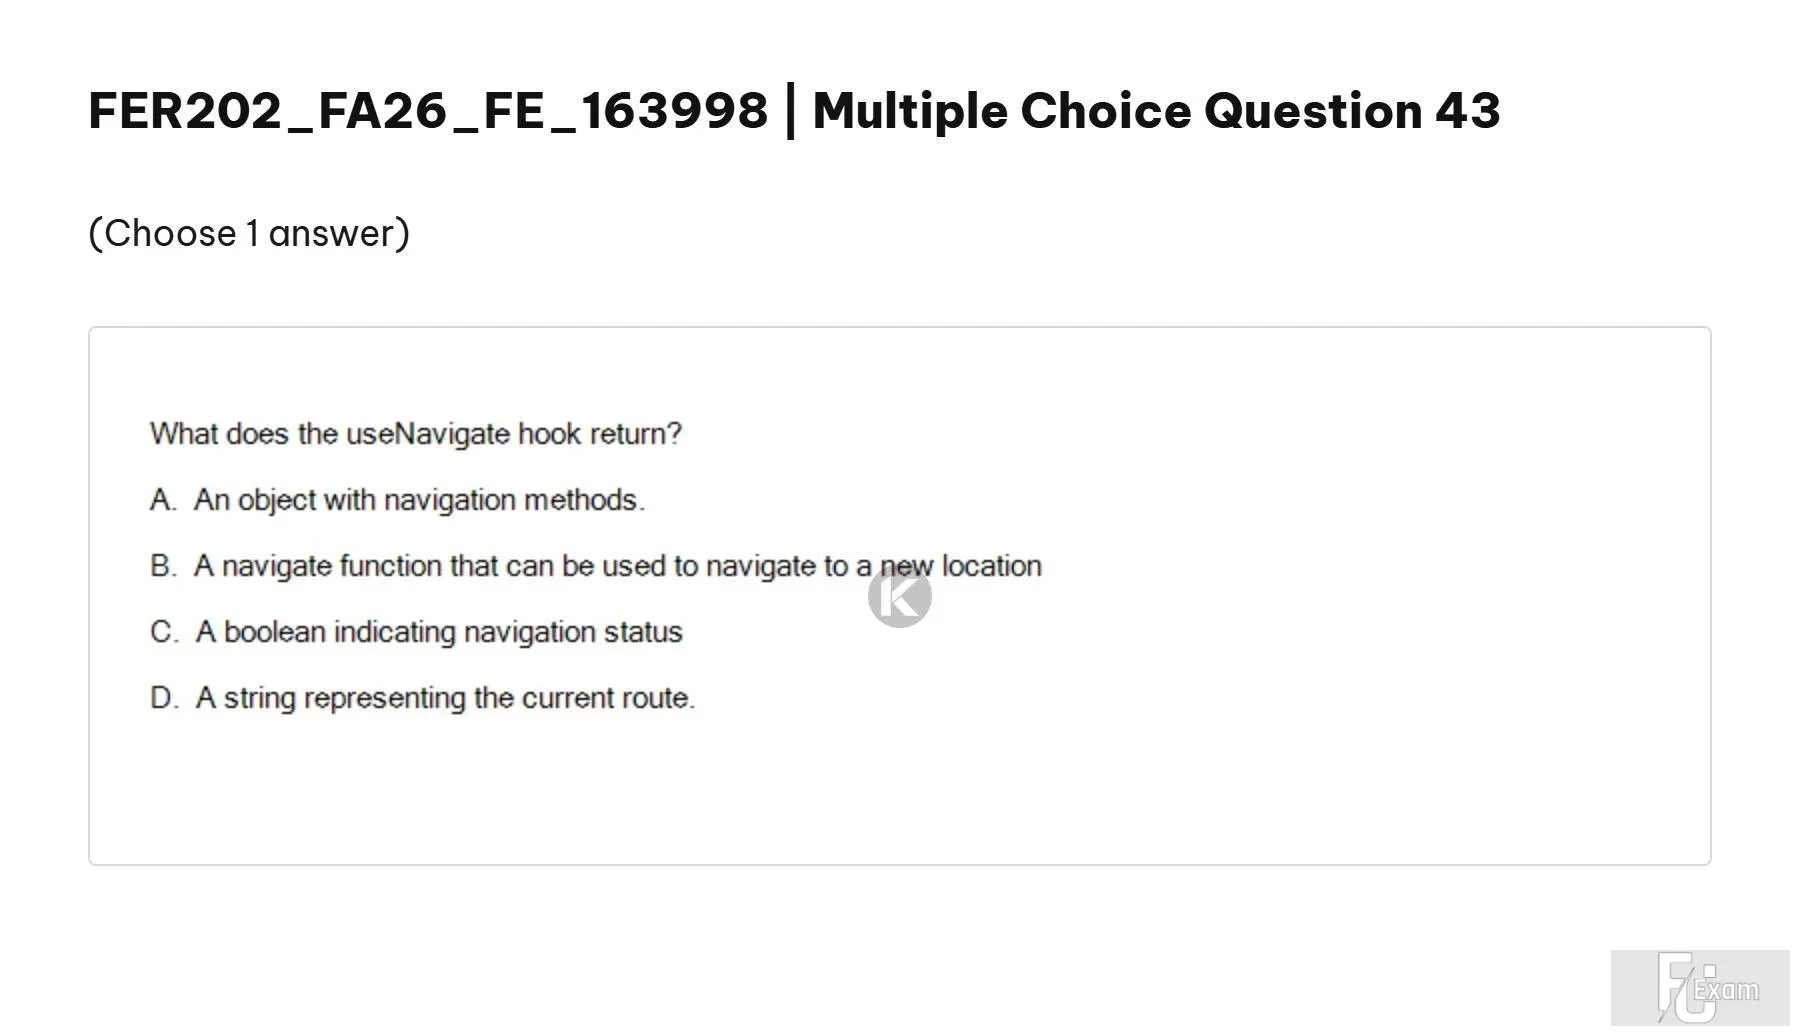 FER202_FA26_FE_163998 | Multiple Choice Question 43
(Choose 1 answer)
What does the useNavigate hook return?
A. An object with navigation methods.
B. A navigate function that can be used to navigate to a new location
C. A boolean indicating navigation status
D. A string representing the current route.
K
FU Exam